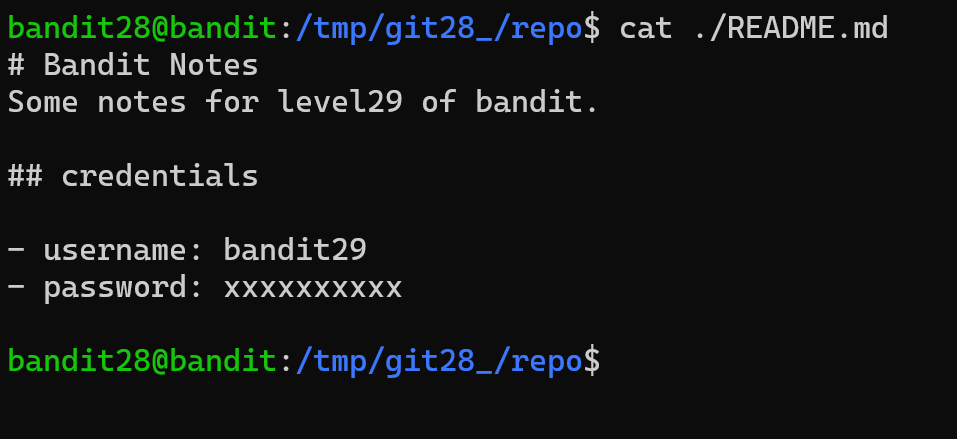 bandit28@bandit:/tmp/git28_/repo$ cat ./README.md
# Bandit Notes
Some notes for level29 of bandit.
## credentials
- username: bandit29
- password: xxxxxxxxxx
bandit28@bandit:/tmp/git28_/repo$